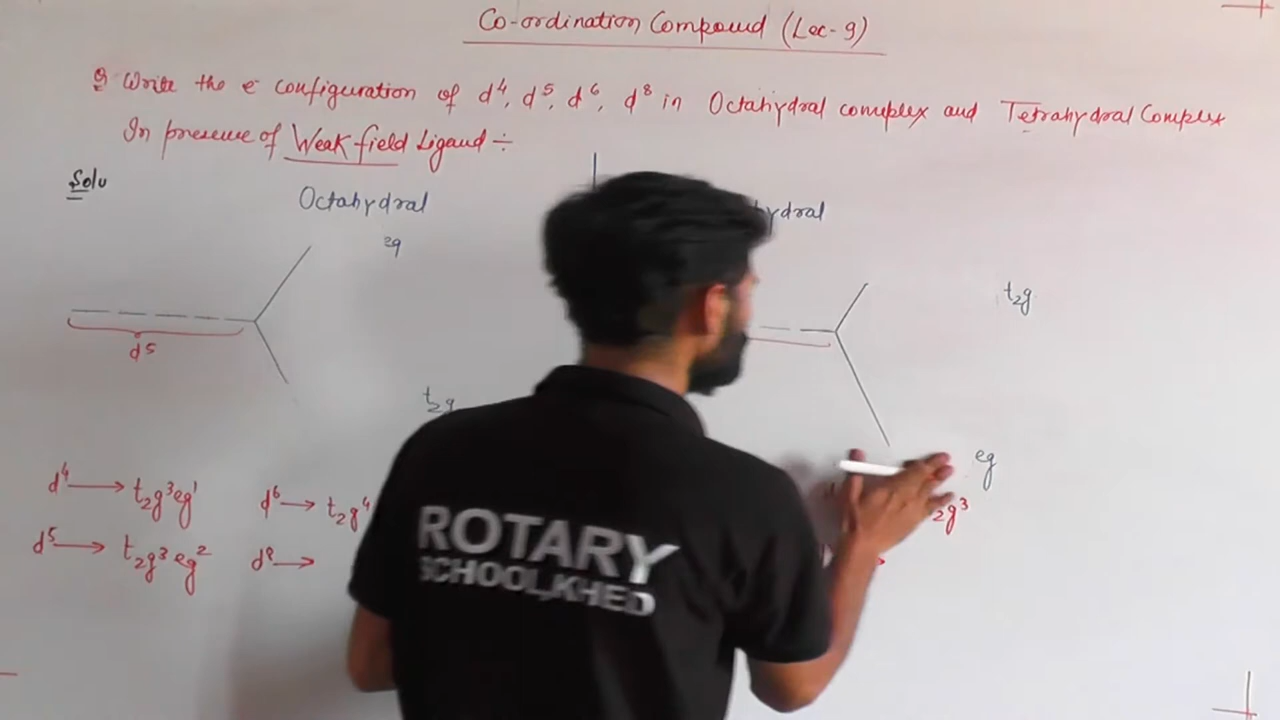 Co-ordination Compound (Lec-9)
Q Write the e⁻ configuration of d⁴, d⁵, d⁶, d⁸ in Octahydral complex and Tetrahydral Complex
In presence of Weak field Ligand ÷
Solu
Octahydral
hydral
eg
t₂g
d⁵
t₂g
eg
d⁴ → t₂g³eg¹
d⁶ → t₂g⁴
₂g³
d⁵ → t₂g³eg²
d⁸ →
ROTARY
SCHOOL,KHED